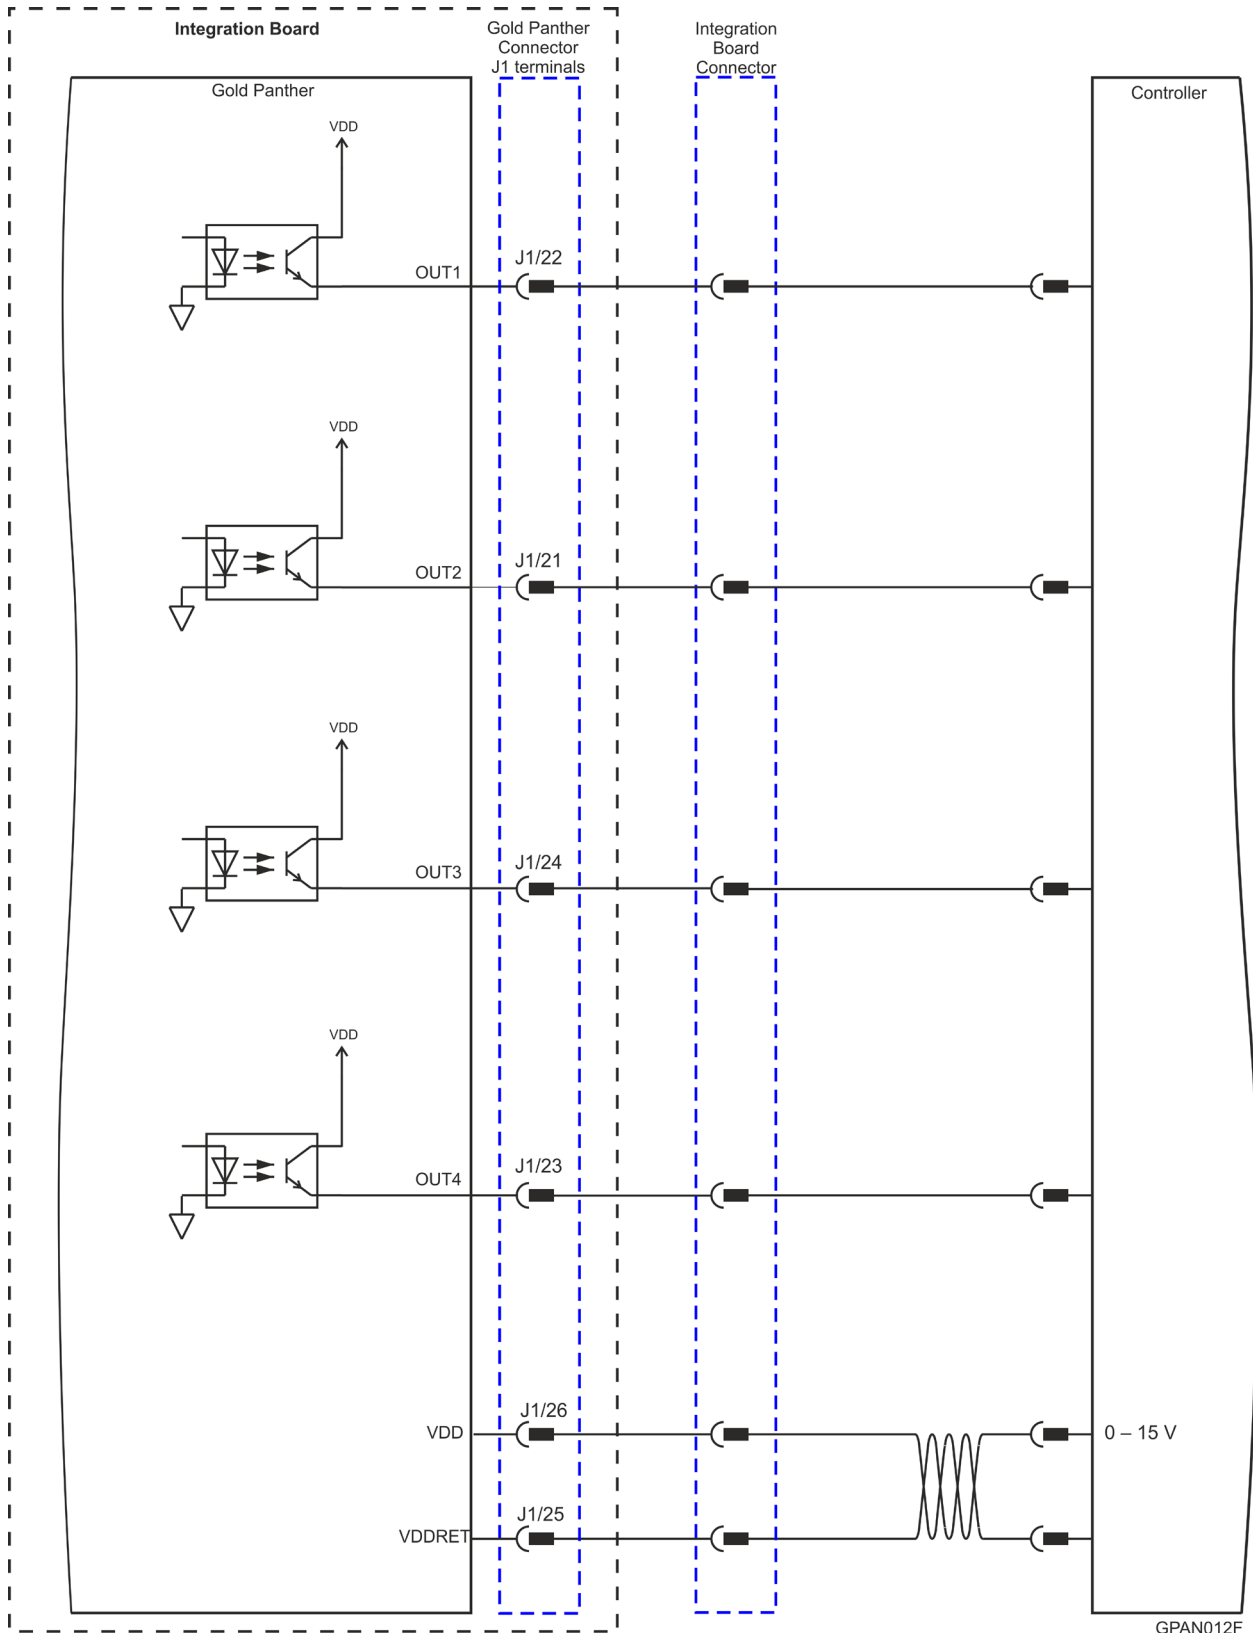 Integration Board
Gold Panther
Connector
J1 terminals
Integration
Board
Connector
Gold Panther
Controller
VDD
OUT1
J1/22
VDD
OUT2
J1/21
VDD
OUT3
J1/24
VDD
OUT4
J1/23
VDD
J1/26
0 – 15 V
VDDRET
J1/25